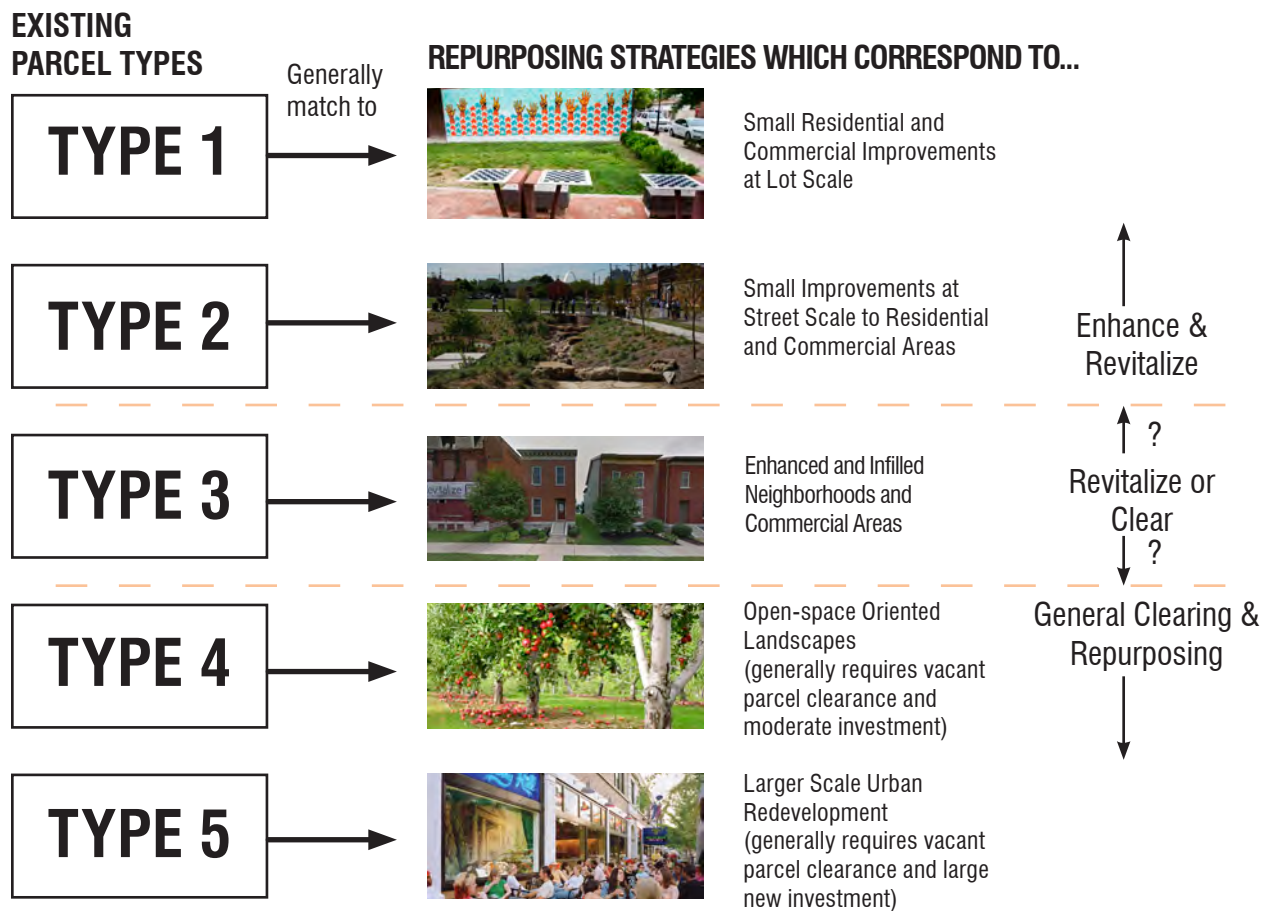 EXISTING
PARCEL TYPES
Generally
match to
REPURPOSING STRATEGIES WHICH CORRESPOND TO...
TYPE 1
Small Residential and
Commercial Improvements
at Lot Scale
TYPE 2
Small Improvements at
Street Scale to Residential
and Commercial Areas
Enhance &
Revitalize
TYPE 3
Enhanced and Infilled
Neighborhoods and
Commercial Areas
?
Revitalize or
Clear
?
TYPE 4
Open-space Oriented
Landscapes
(generally requires vacant
parcel clearance and
moderate investment)
General Clearing &
Repurposing
TYPE 5
Larger Scale Urban
Redevelopment
(generally requires vacant
parcel clearance and large
new investment)